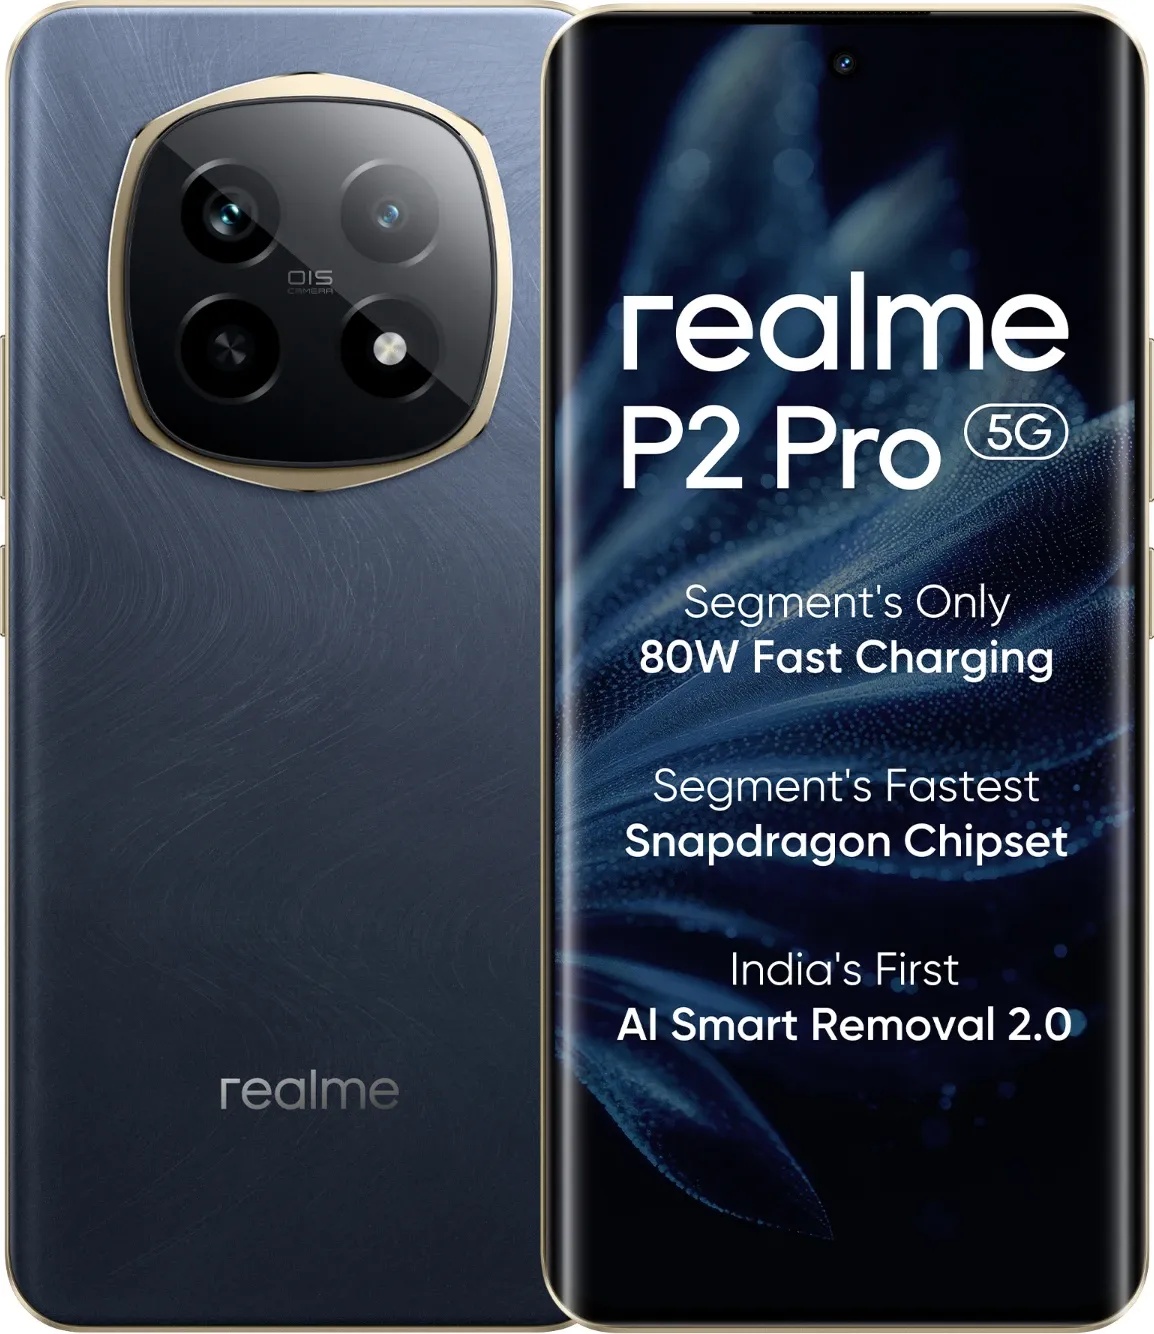 OIS
CAMERA
realme
realme
P2 Pro 5G
Segment's Only
80W Fast Charging
Segment's Fastest
Snapdragon Chipset
India's First
AI Smart Removal 2.0